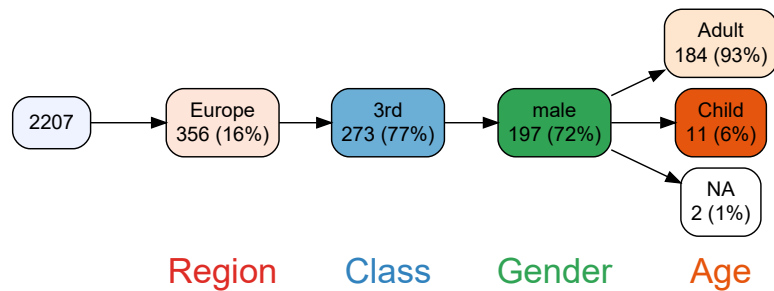 2207
Europe
356 (16%)
3rd
273 (77%)
male
197 (72%)
Adult
184 (93%)
Child
11 (6%)
NA
2 (1%)
Region
Class
Gender
Age